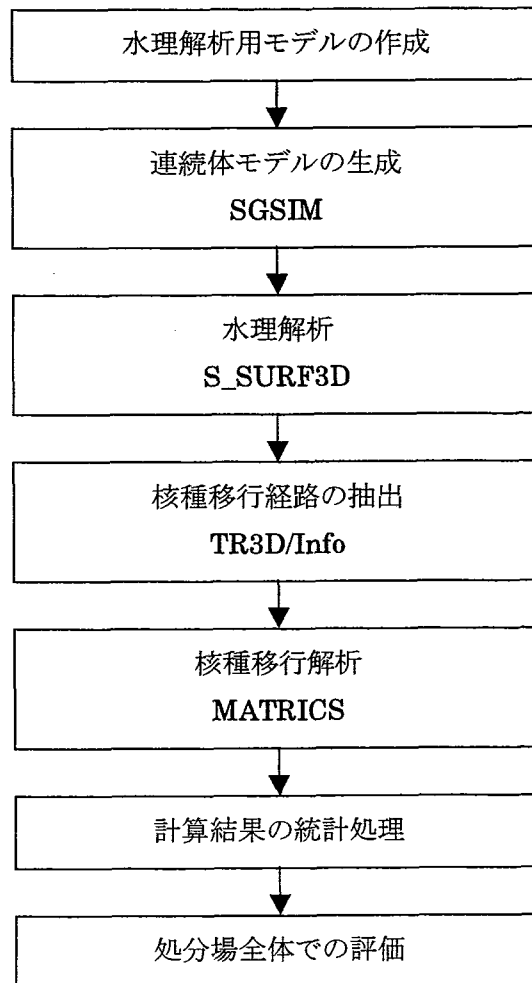 水理解析用モデルの作成
連続体モデルの生成
SGSIM
水理解析
S_SURF3D
核種移行経路の抽出
TR3D/Info
核種移行解析
MATRICS
計算結果の統計処理
処分場全体での評価